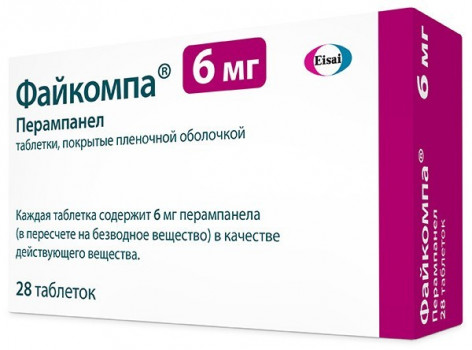 Файкомпа® 6 мг
Перампанел
таблетки, покрытые пленочной оболочкой
Eisai
Каждая таблетка содержит 6 мг перампанела
(в пересчете на безводное вещество) в качестве
действующего вещества.
28 таблеток
6 мг
Файкомпа®
Перампанел
28 таблеток